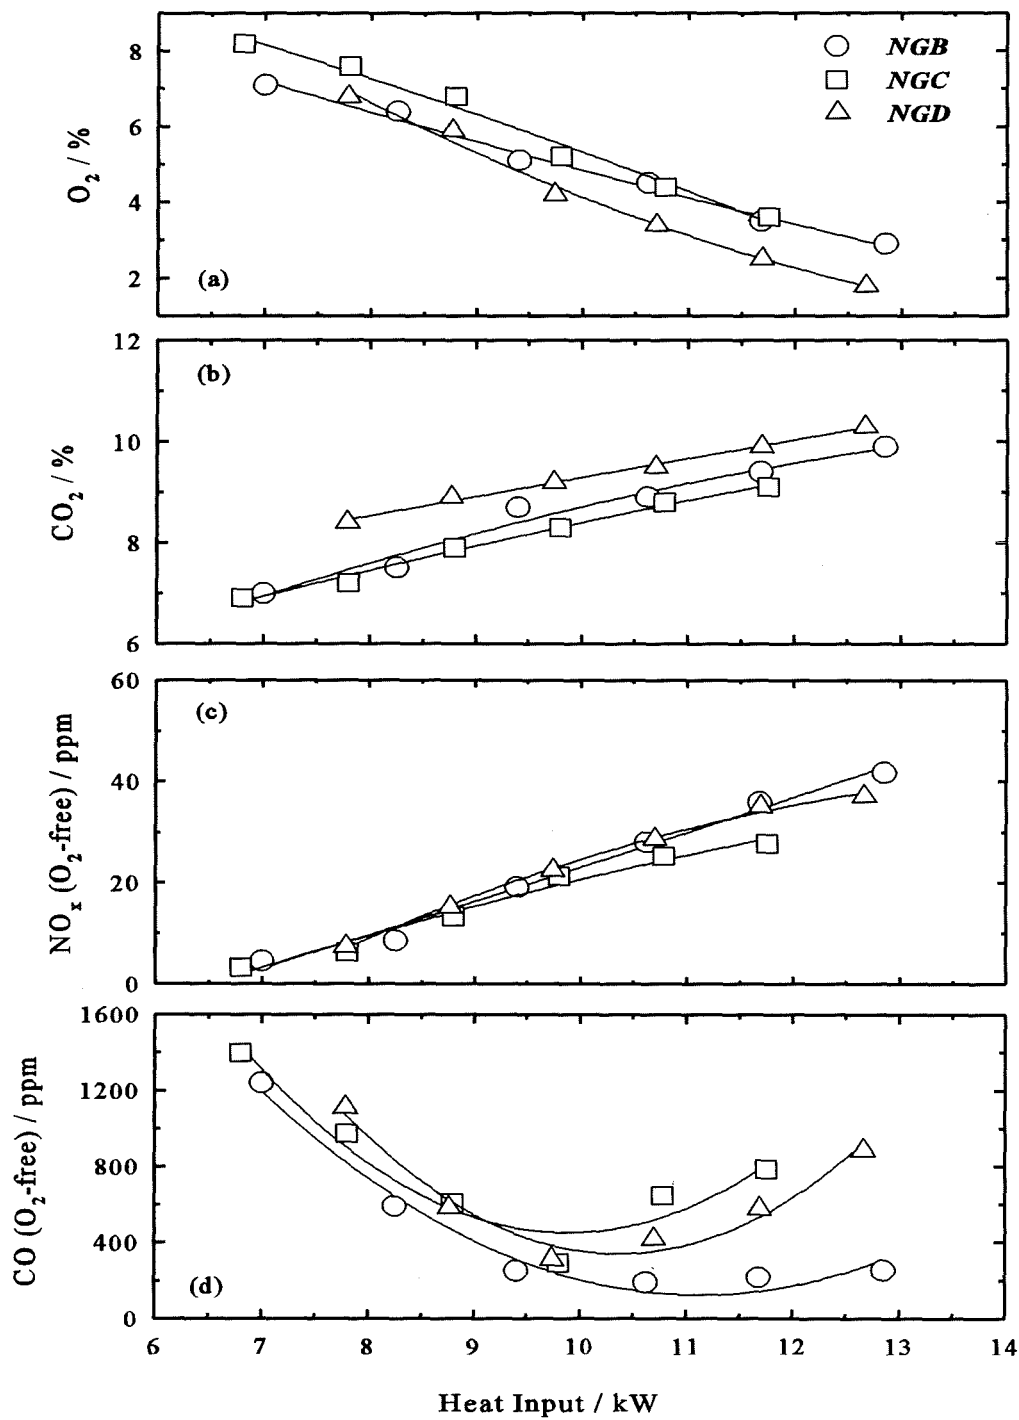 NGB
NGC
NGD
8
6
4
2
O2 / %
(a)
12
10
8
6
CO2 / %
(b)
60
40
20
0
NOx (O2-free) / ppm
(c)
1600
1200
800
400
0
CO (O2-free) / ppm
(d)
6 7 8 9 10 11 12 13 14
Heat Input / kW